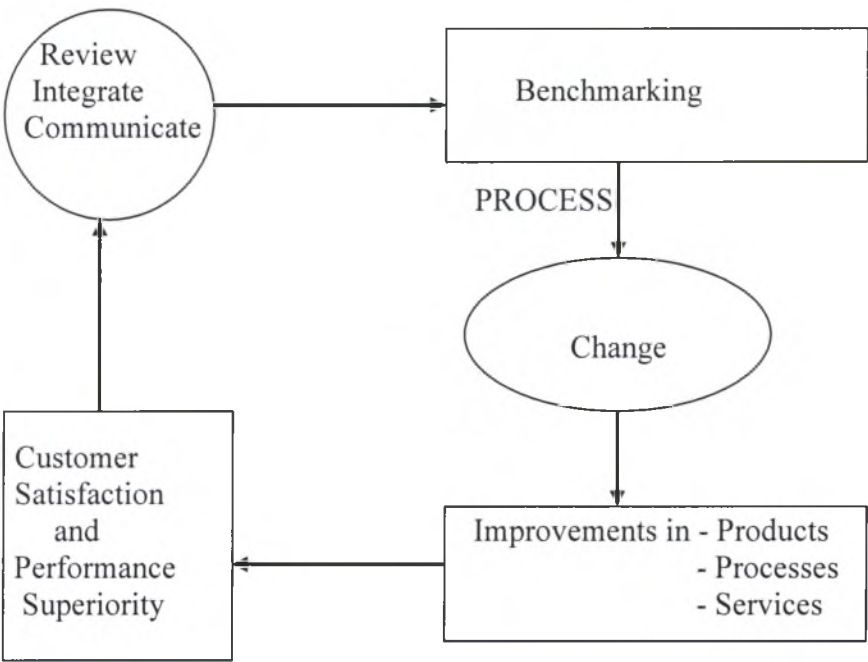 Review
Integrate
Communicate
Benchmarking
PROCESS
Change
Customer
Satisfaction
and
Performance
Superiority
Improvements in - Products
- Processes
- Services